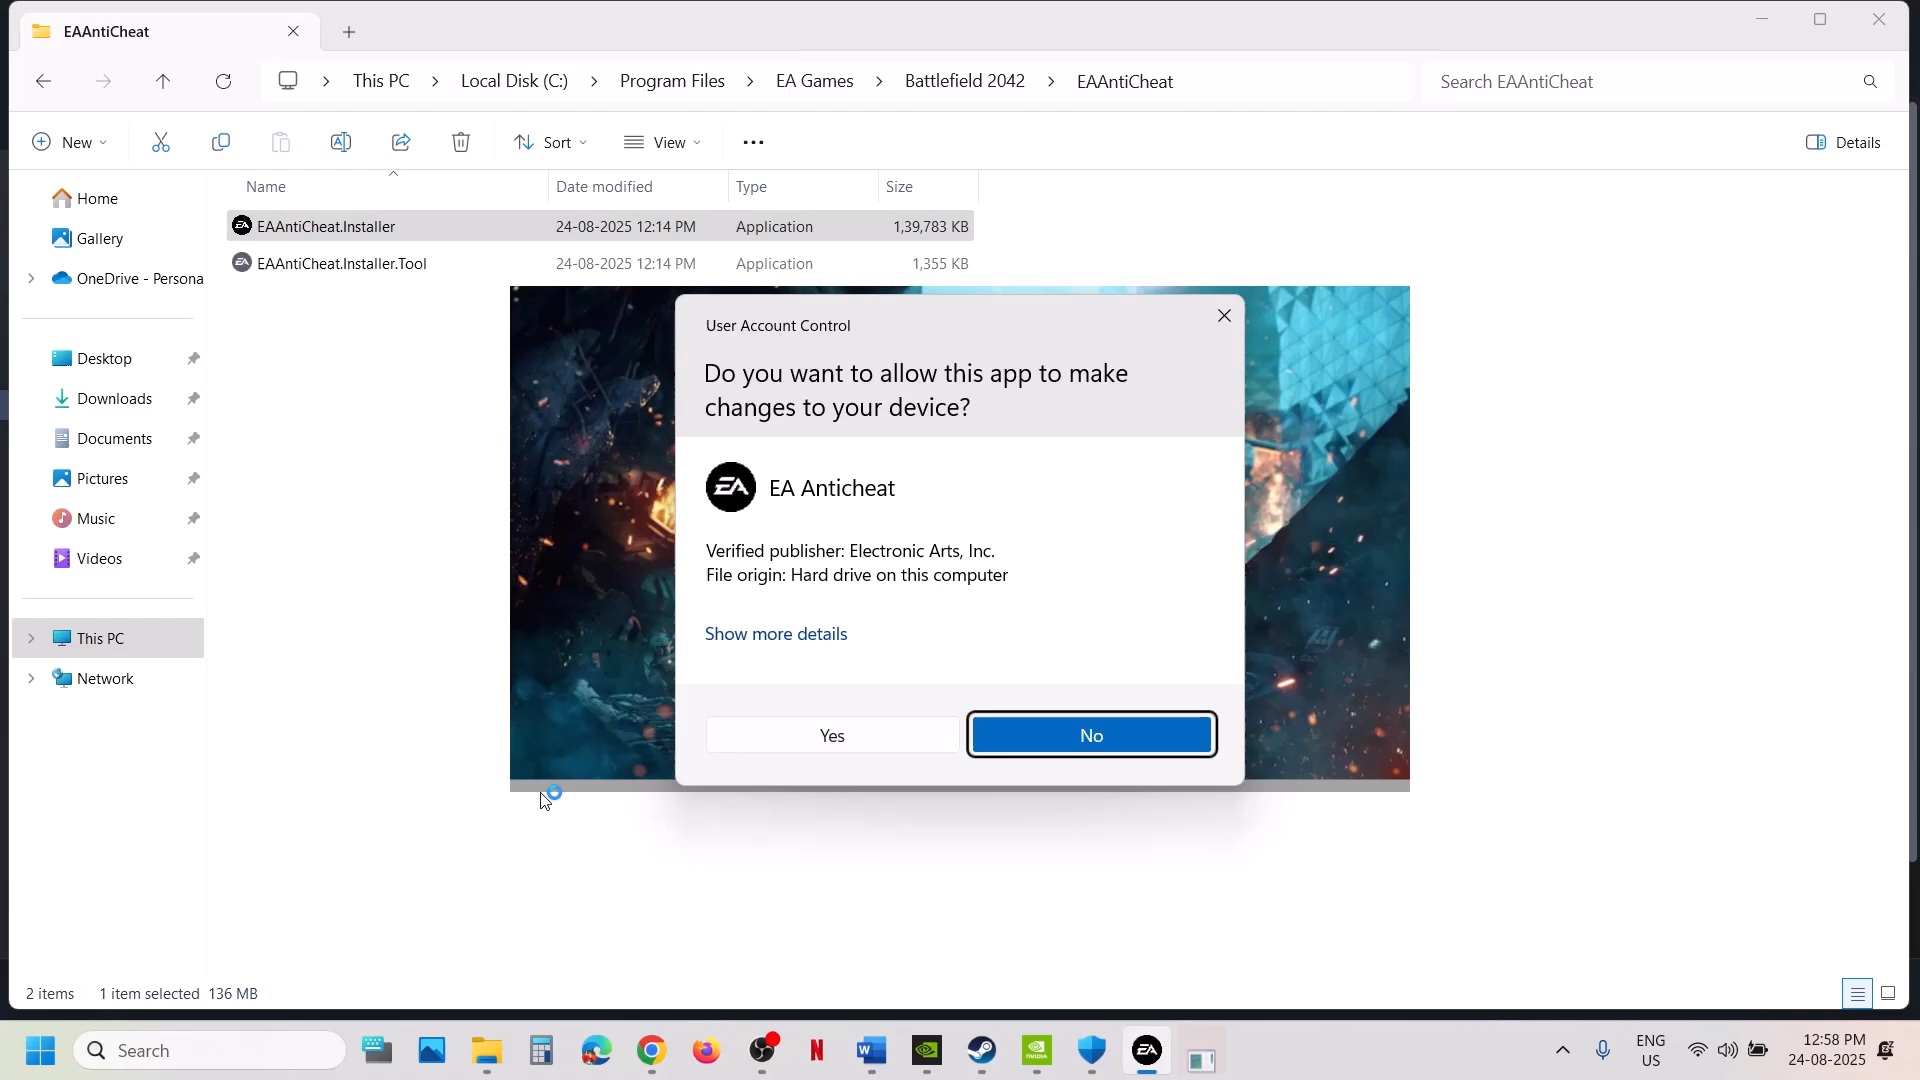 EAAntiCheat
This PC
Local Disk (C:)
Program Files
EA Games
Battlefield 2042
EAAntiCheat
Search EAAntiCheat
New
Sort
View
Details
Name
Date modified
Type
Size
Home
Gallery
OneDrive - Persona
Desktop
Downloads
Documents
Pictures
Music
Videos
This PC
Network
EAAntiCheat.Installer 24-08-2025 12:14 PM Application 1,39,783 KB
EAAntiCheat.Installer.Tool 24-08-2025 12:14 PM Application 1,355 KB
User Account Control
Do you want to allow this app to make
changes to your device?
EA
EA Anticheat
Verified publisher: Electronic Arts, Inc.
File origin: Hard drive on this computer
Show more details
Yes
No
2 items 1 item selected 136 MB
Search
ENG
US
12:58 PM
24-08-2025